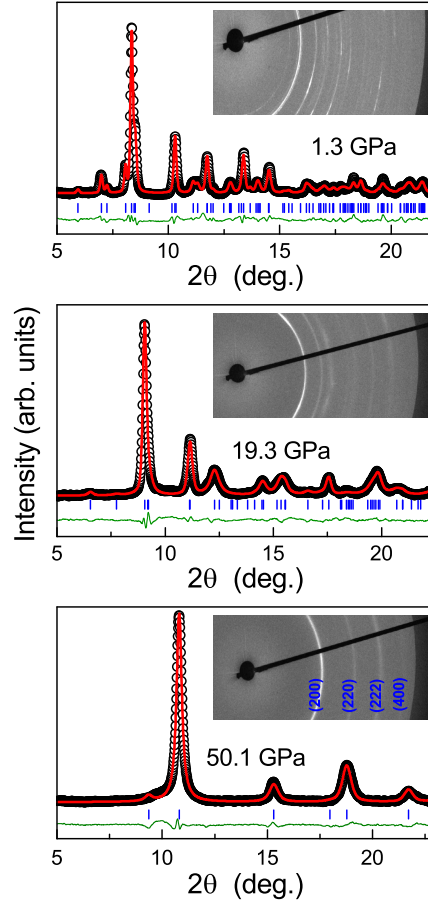 1.3 GPa
5 10 15 20
2θ (deg.)
Intensity (arb. units)
19.3 GPa
5 10 15 20
2θ (deg.)
(200) (220) (222) (400)
50.1 GPa
5 10 15 20
2θ (deg.)